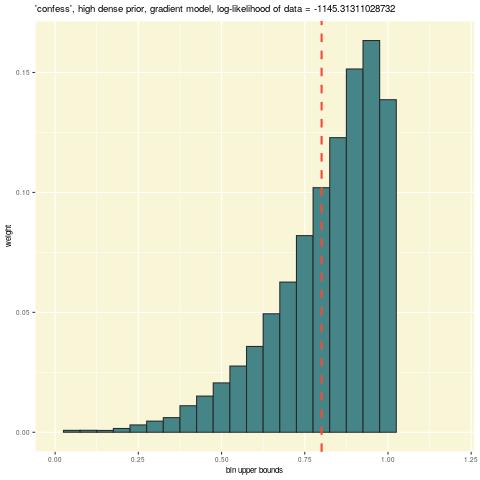 'confess', high dense prior, gradient model, log-likelihood of data = -1145.31311028732
0.15
0.10
0.05
0.00
weight
0.00 0.25 0.50 0.75 1.00 1.25
bin upper bounds